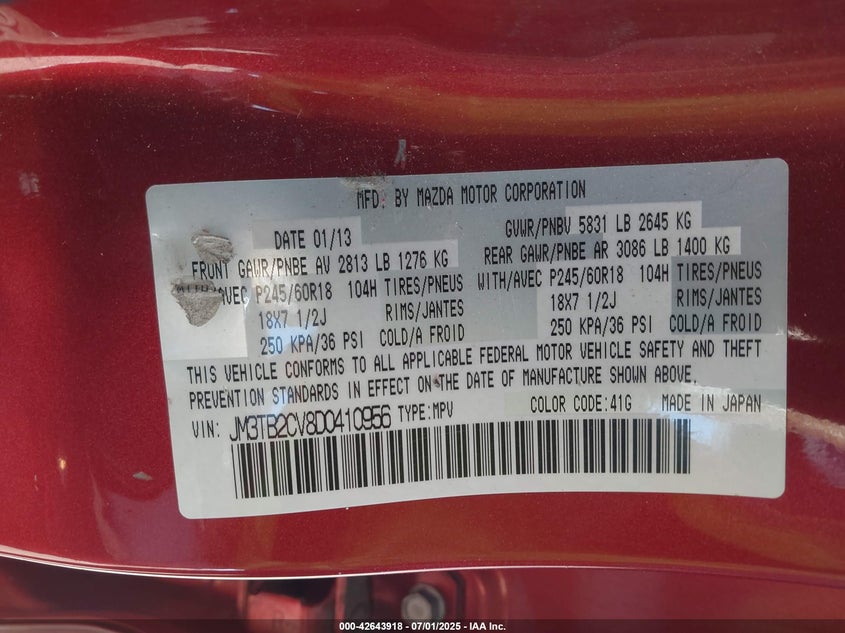 MFD. BY MAZDA MOTOR CORPORATION
DATE 01/13 GVWR/PNBV 5831 LB 2645 KG
FRONT GAWR/PNBE AV 2813 LB 1276 KG REAR GAWR/PNBE AR 3086 LB 1400 KG
WITH/AVEC P245/60R18 104H TIRES/PNEUS WITH/AVEC P245/60R18 104H TIRES/PNEUS
18X7 1/2J RIMS/JANTES 18X7 1/2J RIMS/JANTES
250 KPA/36 PSI COLD/A FROID 250 KPA/36 PSI COLD/A FROID
THIS VEHICLE CONFORMS TO ALL APPLICABLE FEDERAL MOTOR VEHICLE SAFETY AND THEFT
PREVENTION STANDARDS IN EFFECT ON THE DATE OF MANUFACTURE SHOWN ABOVE.
VIN: JM3TB2CV8D0410956 TYPE:MPV COLOR CODE:41G MADE IN JAPAN
000-42643918 - 07/01/2025 - IAA Inc.